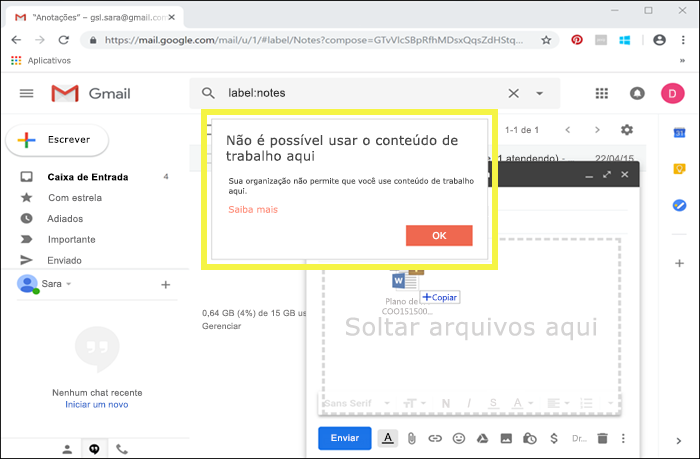 "Anotações" – gsl.sara@gmail.com
https://mail.google.com/mail/u/1/#label/Notes?compose=GTvVlcSBpRfhMDsxQqsZdHStq...
Aplicativos
Gmail
label:notes
D
Escrever
1-1 de 1
Caixa de Entrada 4
Com estrela
Adiados
Importante
Enviado
Sara
Não é possível usar o conteúdo de
trabalho aqui
Sua organização não permite que você use conteúdo de trabalho
aqui.
Saiba mais
OK
1 atendendo) - 22/04/15
0,64 GB (4%) de 15 GB us
Gerenciar
Plano de
COO151500...
Copiar
Soltar arquivos aqui
Sans Serif
Enviar
Dr...
Nenhum chat recente
Iniciar um novo